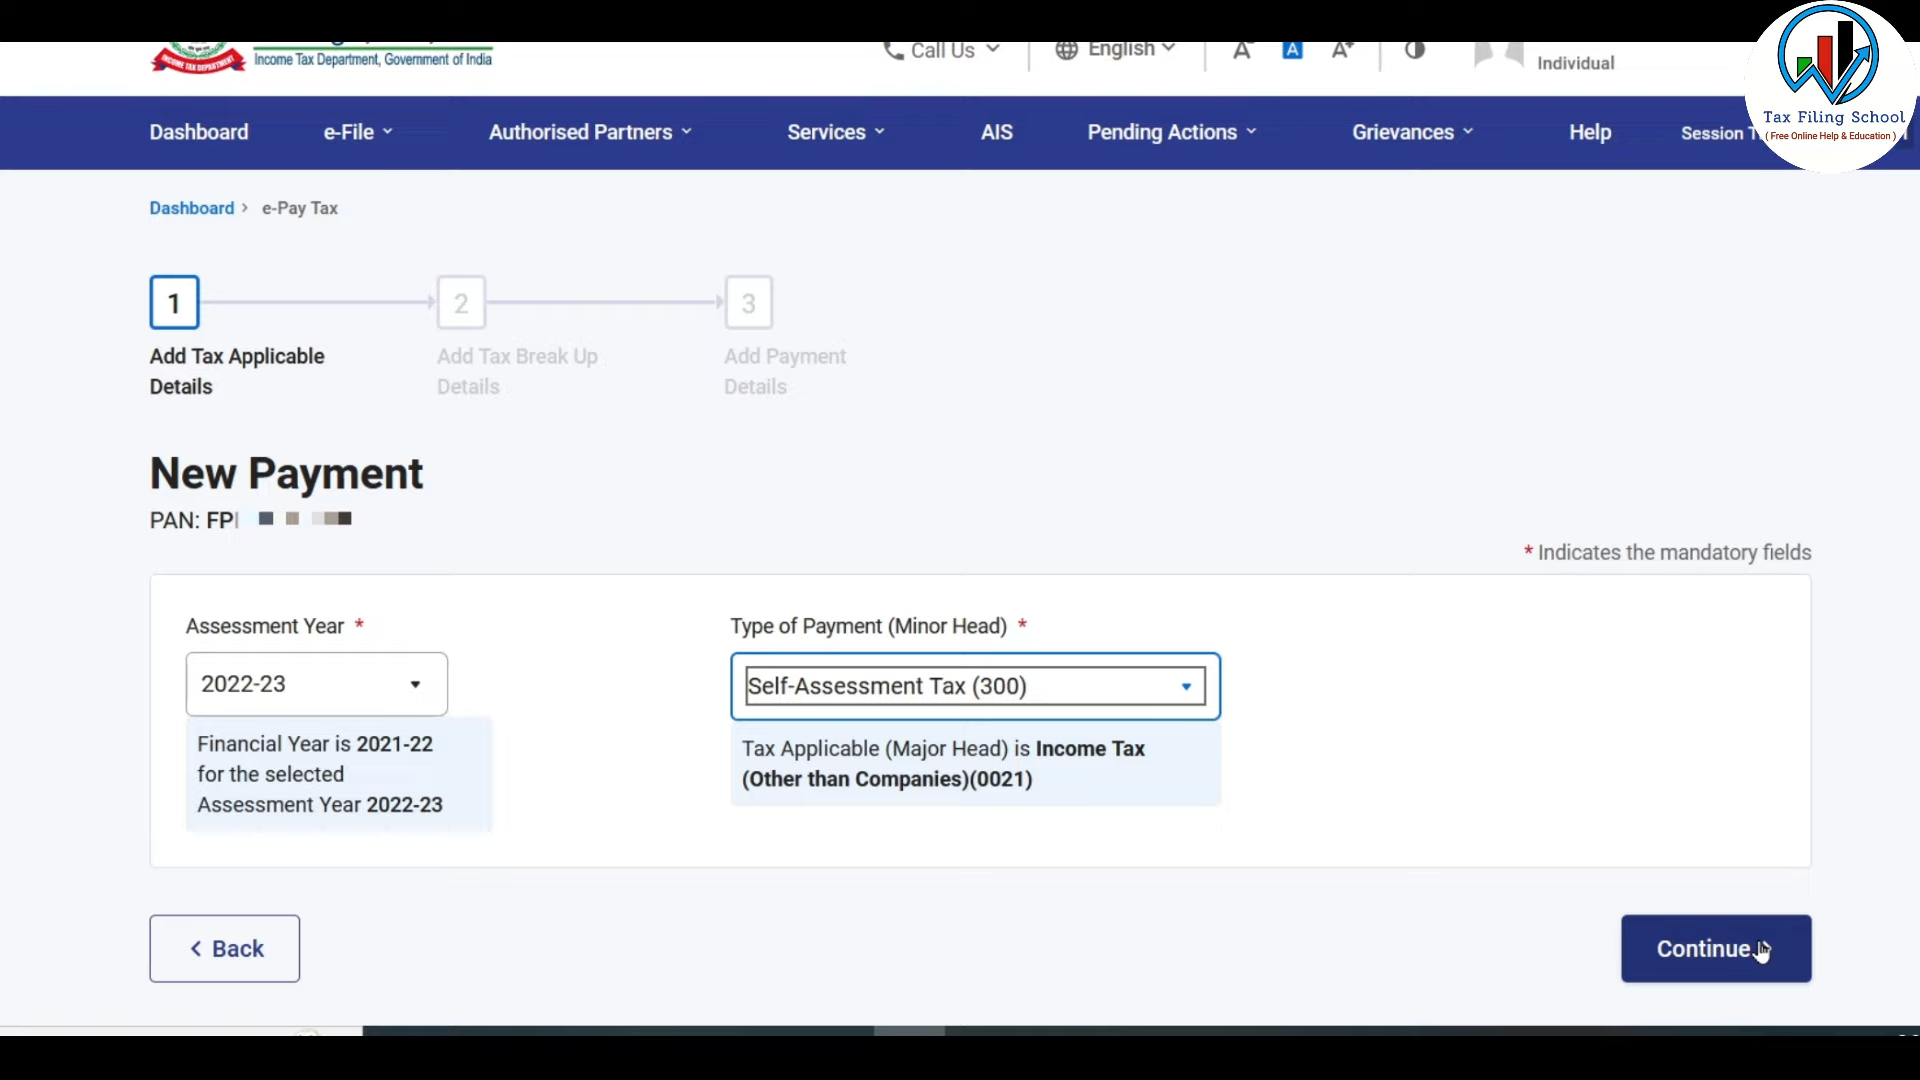 INCOME TAX DEPARTMENT
Income Tax Department, Government of India
Call Us
English
A
A
A+
Individual
Tax Filing School
( Free Online Help & Education )
Dashboard
e-File
Authorised Partners
Services
AIS
Pending Actions
Grievances
Help
Session
Dashboard > e-Pay Tax
1
2
3
Add Tax Applicable
Details
Add Tax Break Up
Details
Add Payment
Details
New Payment
PAN: FP
* Indicates the mandatory fields
Assessment Year *
2022-23
Financial Year is 2021-22
for the selected
Assessment Year 2022-23
Type of Payment (Minor Head) *
Self-Assessment Tax (300)
Tax Applicable (Major Head) is Income Tax
(Other than Companies)(0021)
< Back
Continue